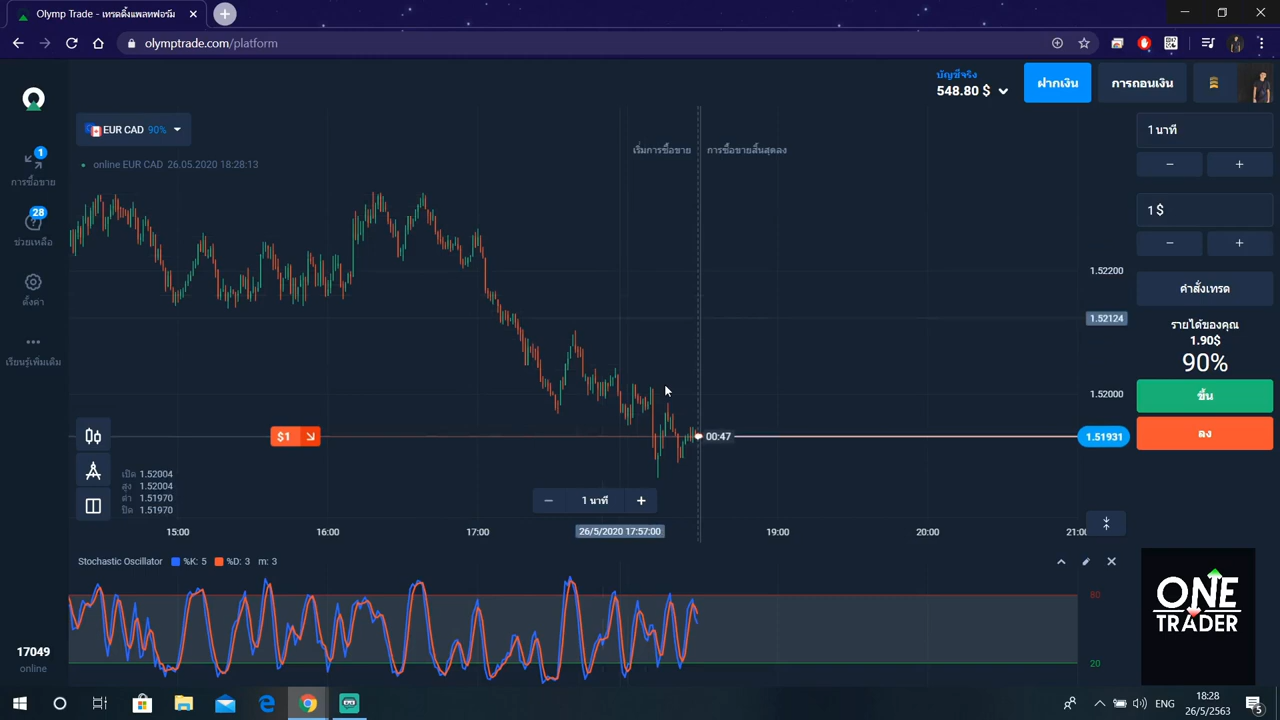 Olymp Trade - เทรดดิ้งแพลทฟอร์ม
olymptrade.com/platform
บัญชีจริง
548.80 $
ฝากเงิน
การถอนเงิน
EUR CAD 90%
online EUR CAD 26.05.2020 18:28:13
เริ่มการซื้อขาย
การซื้อขายสิ้นสุดลง
1
การซื้อขาย
28
ช่วยเหลือ
ตั้งค่า
เรียนรู้เพิ่มเติม
1 นาที
1 $
คำสั่งเทรด
รายได้ของคุณ
1.90$
90%
ขึ้น
ลง
1.52200
1.52124
1.52000
1.51931
$1
00:47
เปิด 1.52004
สูง 1.52004
ต่ำ 1.51970
ปิด 1.51970
1 นาที
15:00
16:00
17:00
26/5/2020 17:57:00
19:00
20:00
21:00
Stochastic Oscillator %K: 5 %D: 3 m: 3
80
20
ONE
TRADER
17049
online
ENG
18:28
26/5/2563
5